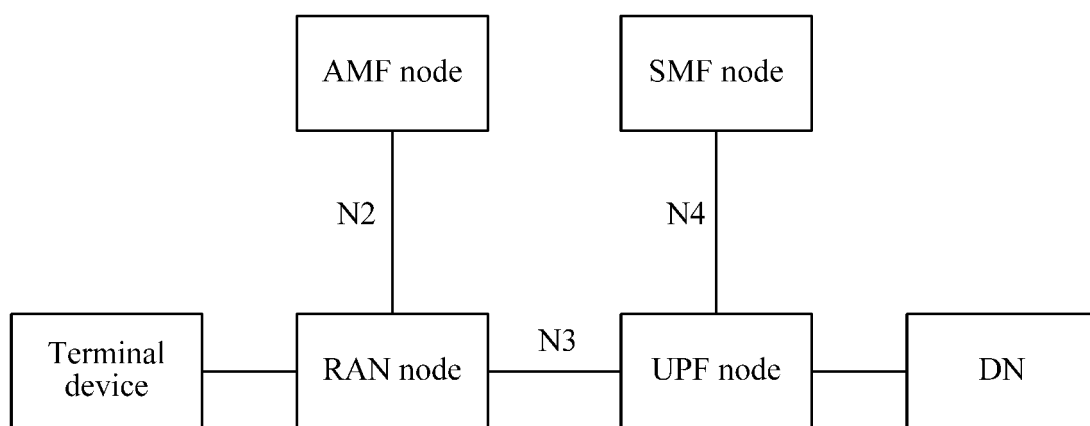 AMF node
SMF node
N2
N4
N3
Terminal
device
RAN node
UPF node
DN